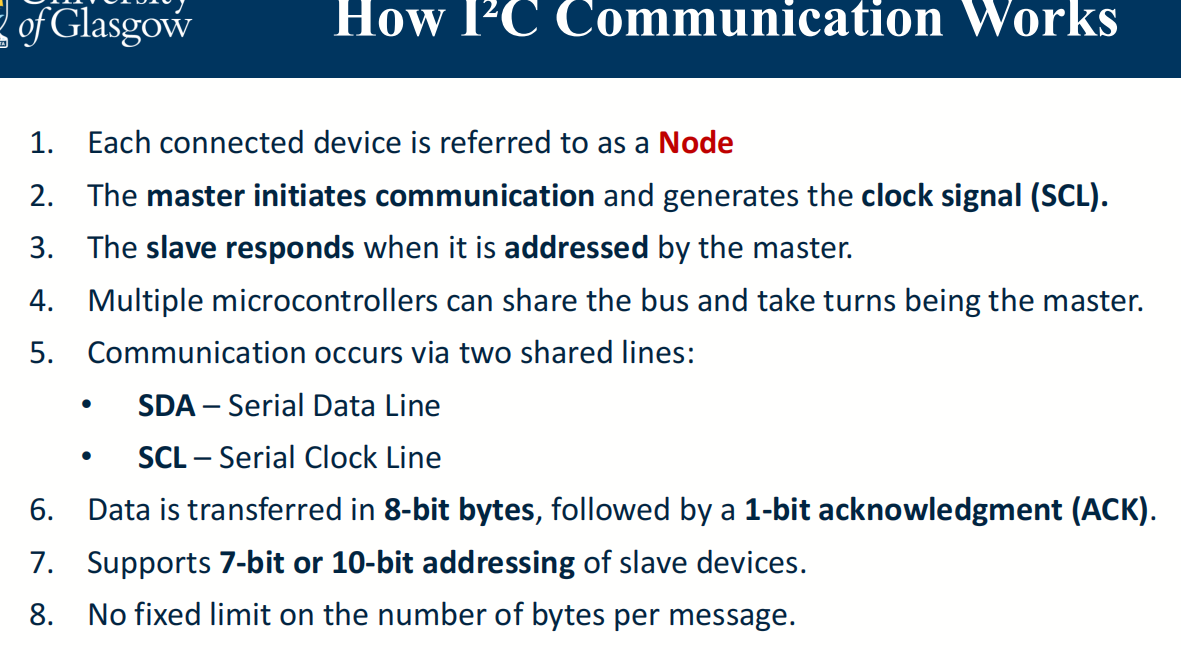 University
of Glasgow
How I²C Communication Works
1. Each connected device is referred to as a Node
2. The master initiates communication and generates the clock signal (SCL).
3. The slave responds when it is addressed by the master.
4. Multiple microcontrollers can share the bus and take turns being the master.
5. Communication occurs via two shared lines:
• SDA – Serial Data Line
• SCL – Serial Clock Line
6. Data is transferred in 8-bit bytes, followed by a 1-bit acknowledgment (ACK).
7. Supports 7-bit or 10-bit addressing of slave devices.
8. No fixed limit on the number of bytes per message.